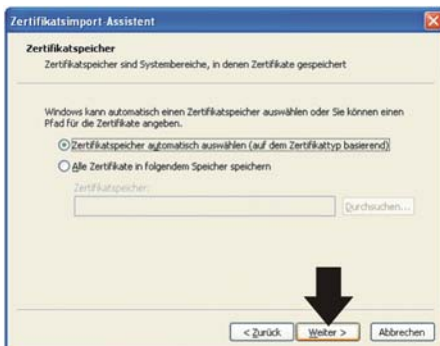 Zertifikatsimport-Assistent
Zertifikatspeicher
Zertifikatspeicher sind Systembereiche, in denen Zertifikate gespeichert
Windows kann automatisch einen Zertifikatspeicher auswählen oder Sie können einen
Pfad für die Zertifikate angeben.
Zertifikatspeicher automatisch auswählen (auf dem Zertifikattyp basierend)
Alle Zertifikate in folgendem Speicher speichern
Zertifikatspeicher:
Durchsuchen...
< Zurück Weiter > Abbrechen